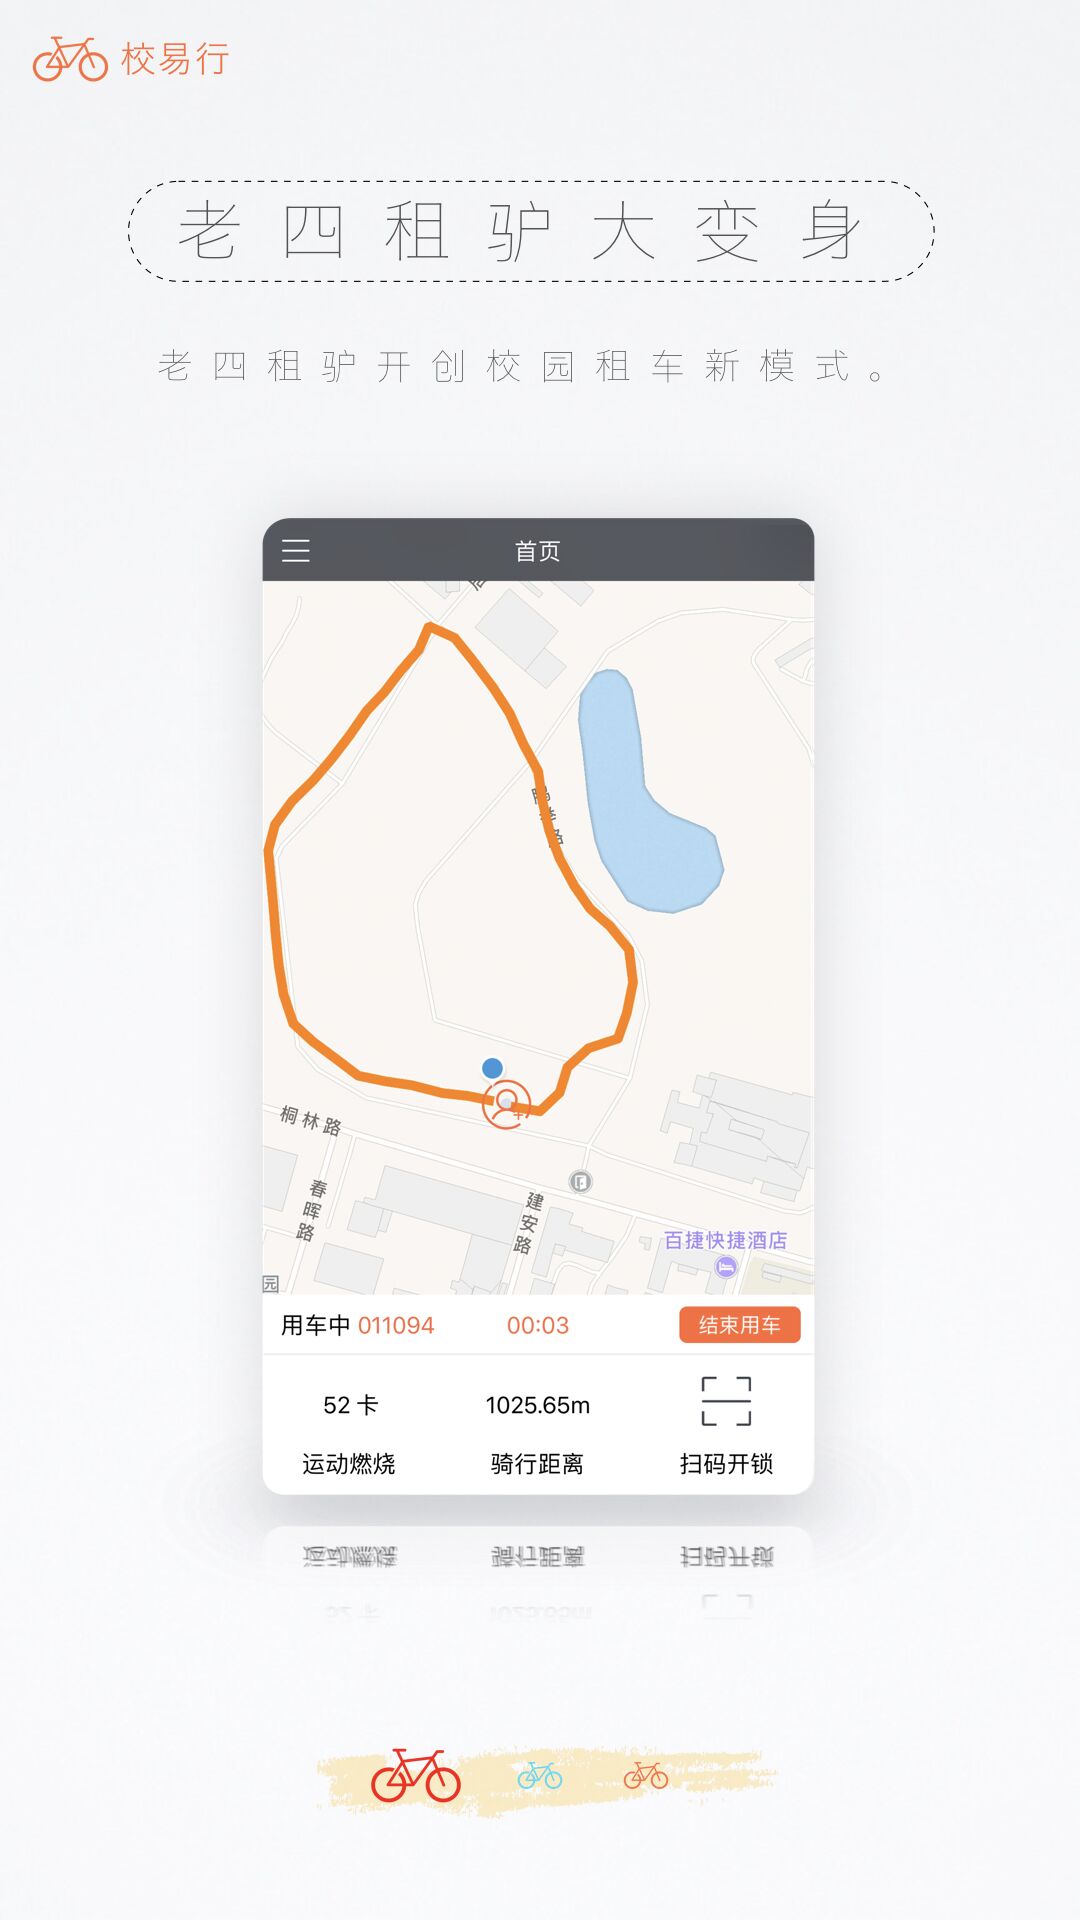 校易行
老四租驴大变身
老四租驴开创校园租车新模式。
首页
桐林路
春晖路
建安路
百捷快捷酒店
园
用车中 011094 00:03 结束用车
52 卡 1025.65m
运动燃烧 骑行距离 扫码开锁